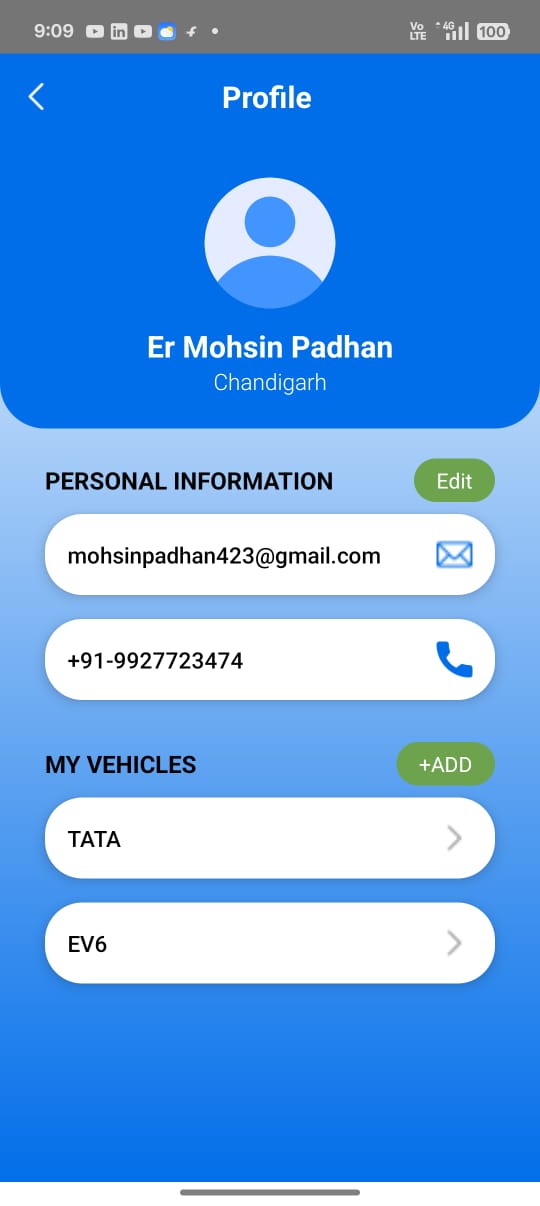 9:09
in
Vo
LTE
4G
100
Profile
Er Mohsin Padhan
Chandigarh
PERSONAL INFORMATION
Edit
mohsinpadhan423@gmail.com
+91-9927723474
MY VEHICLES
+ADD
TATA
EV6